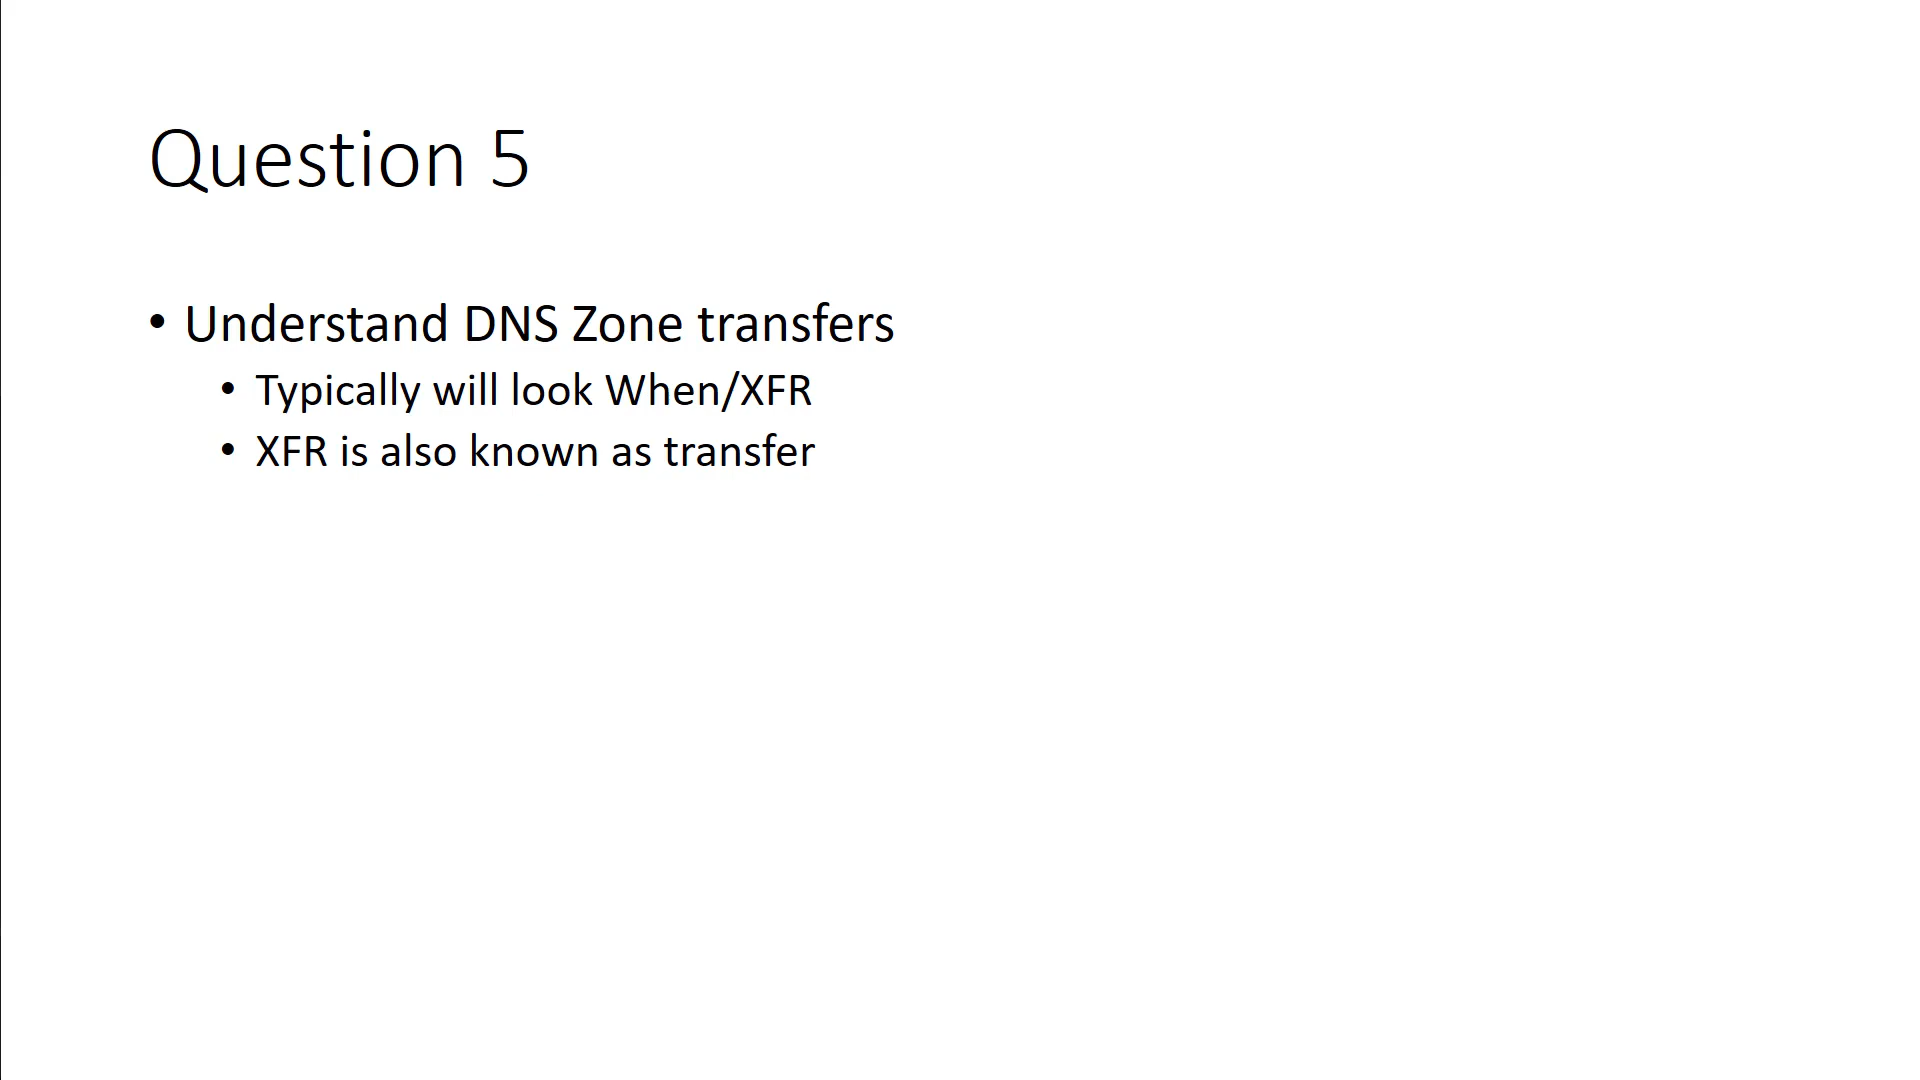 Question 5
• Understand DNS Zone transfers
• Typically will look When/XFR
• XFR is also known as transfer